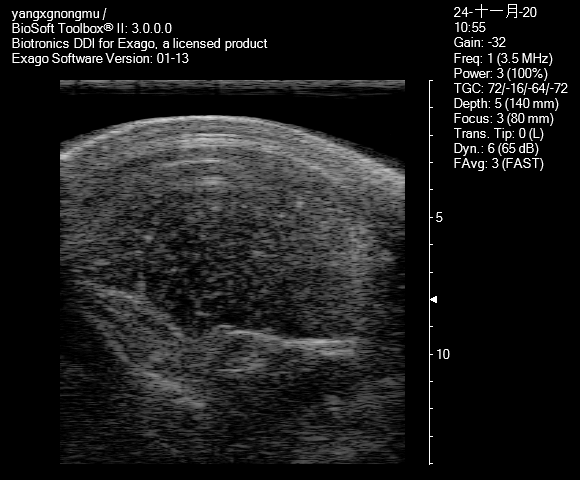 yangxgnongmu /
BioSoft Toolbox® II: 3.0.0.0
Biotronics DDI for Exago, a licensed product
Exago Software Version: 01-13
24-十一月-20
10:55
Gain: -32
Freq: 1 (3.5 MHz)
Power: 3 (100%)
TGC: 72/-16/-64/-72
Depth: 5 (140 mm)
Focus: 3 (80 mm)
Trans. Tip: 0 (L)
Dyn.: 6 (65 dB)
FAvg: 3 (FAST)
5
10